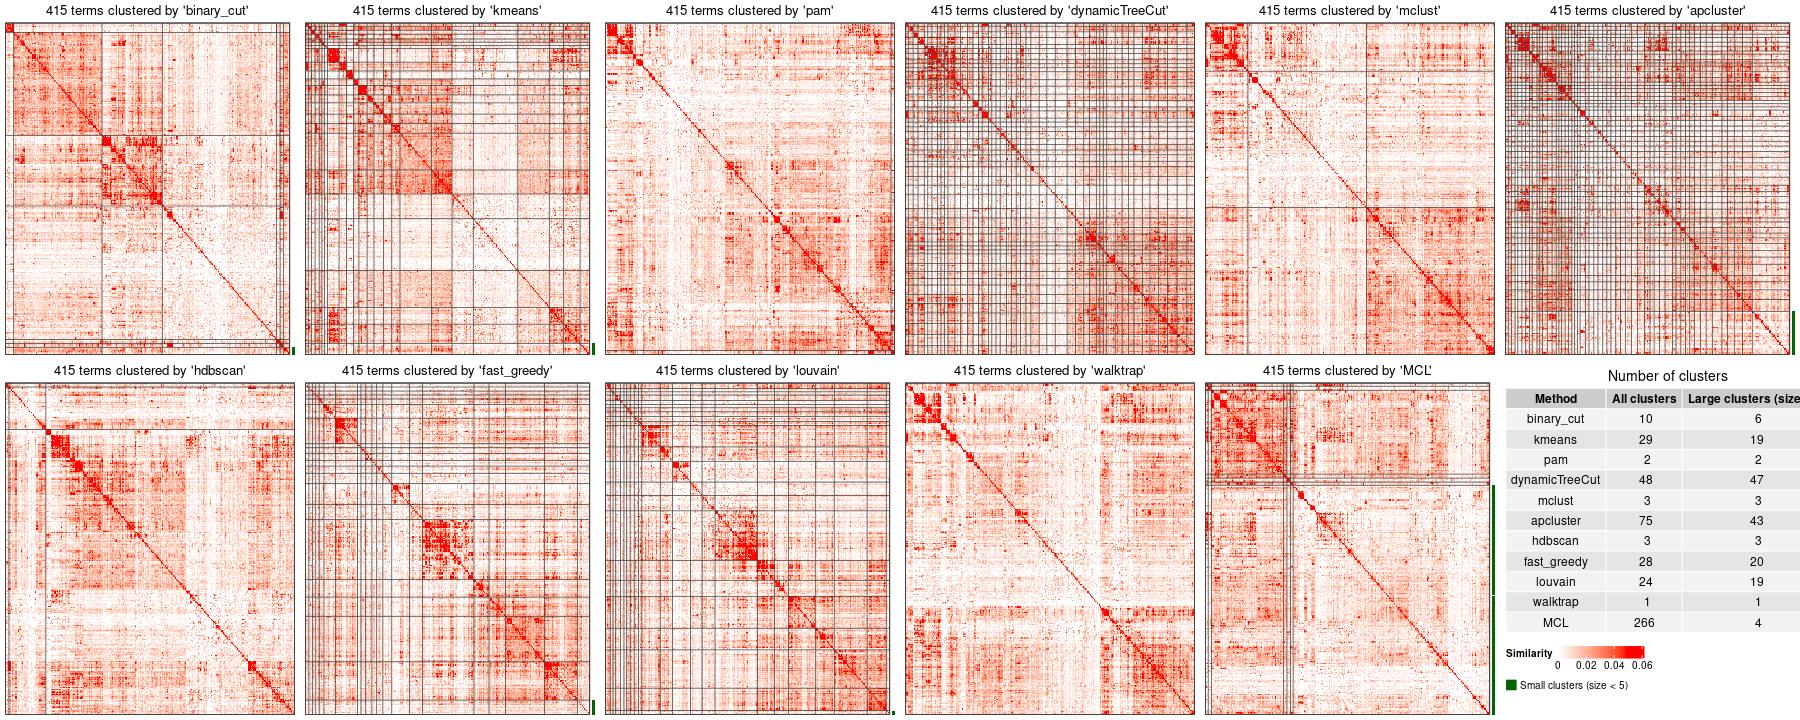 415 terms clustered by 'binary_cut'
415 terms clustered by 'kmeans'
415 terms clustered by 'pam'
415 terms clustered by 'dynamicTreeCut'
415 terms clustered by 'mclust'
415 terms clustered by 'apcluster'
415 terms clustered by 'hdbscan'
415 terms clustered by 'fast_greedy'
415 terms clustered by 'louvain'
415 terms clustered by 'walktrap'
415 terms clustered by 'MCL'
Number of clusters
Method All clusters Large clusters (size
binary_cut 10 6
kmeans 29 19
pam 2 2
dynamicTreeCut 48 47
mclust 3 3
apcluster 75 43
hdbscan 3 3
fast_greedy 28 20
louvain 24 19
walktrap 1 1
MCL 266 4
Similarity
0 0.02 0.04 0.06
Small clusters (size < 5)